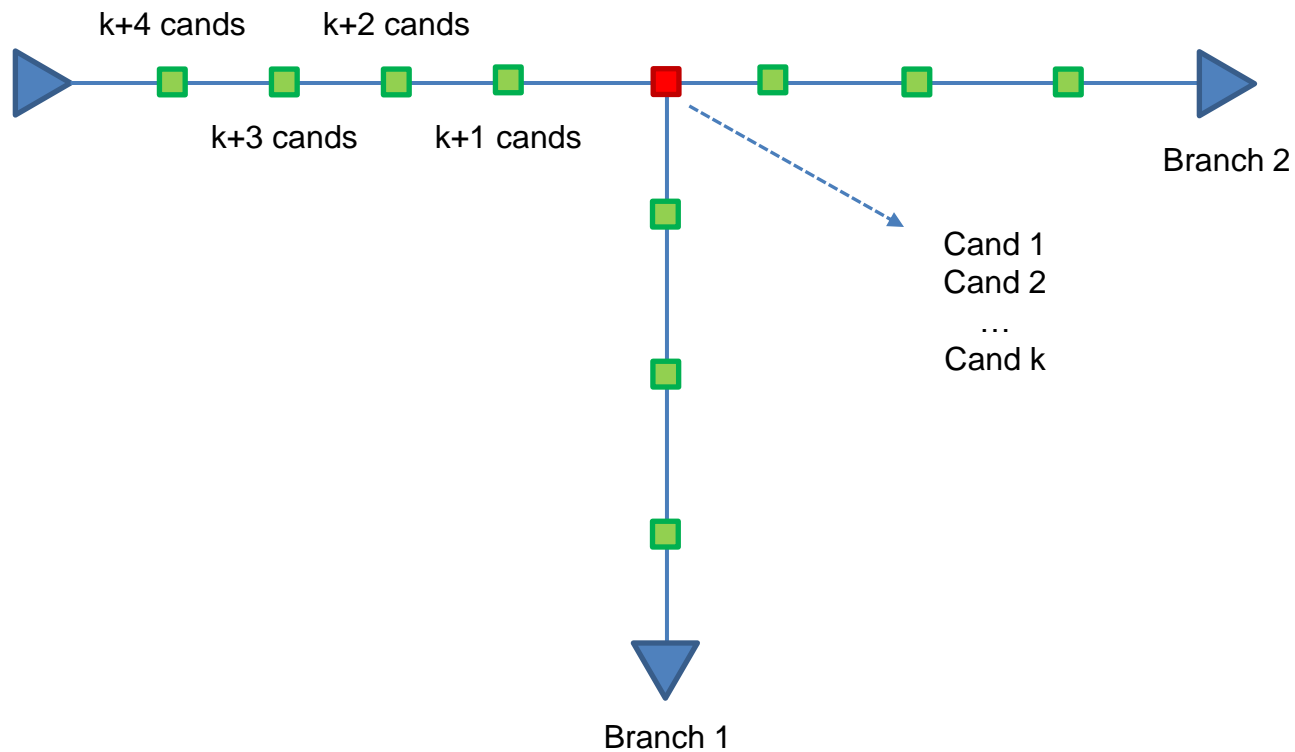 k+4 cands
k+2 cands
k+3 cands
k+1 cands
Branch 2
Cand 1
Cand 2
…
Cand k
Branch 1